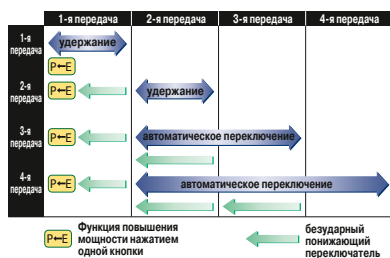 1-я передача 2-я передача 3-я передача 4-я передача
1-я передача
удержание
P←E
2-я передача
P←E
удержание
3-я передача
P←E
автоматическое переключение
4-я передача
P←E
автоматическое переключение
P←E
Функция повышения
мощности нажатием
одной кнопки
безударный
понижающий
переключатель